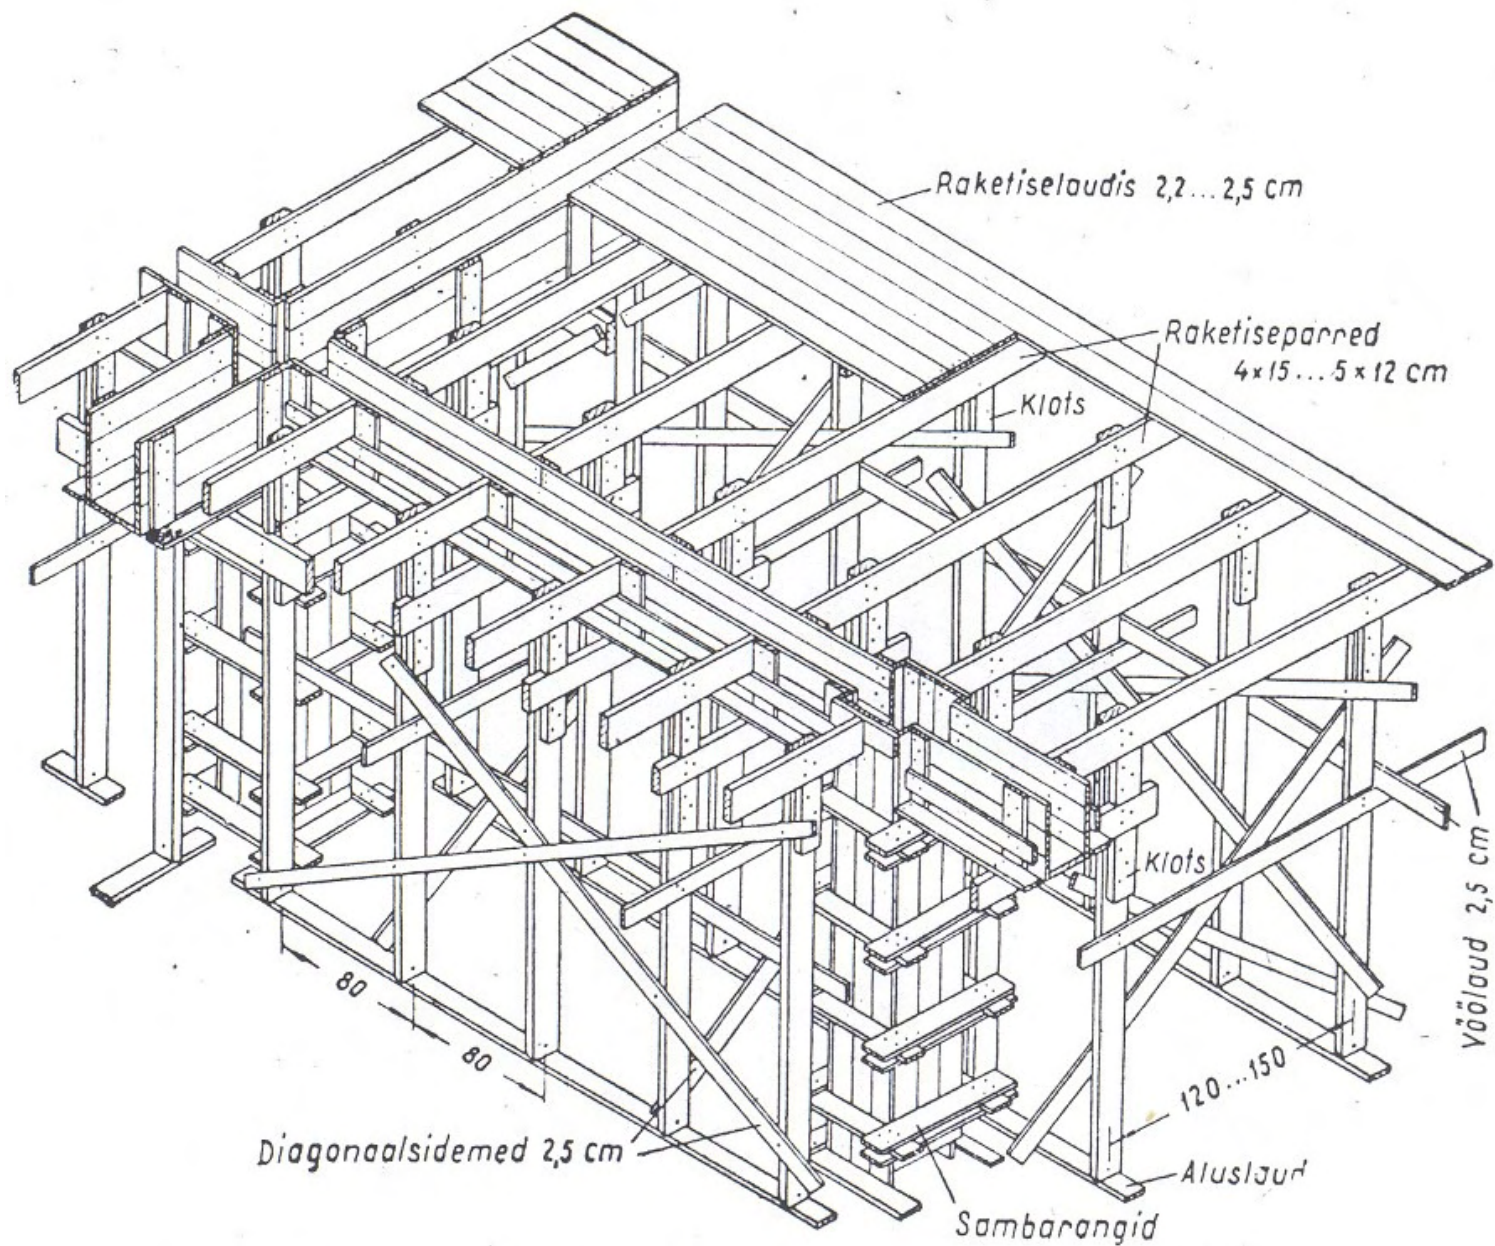 Raketiselaudis 2,2...2,5 cm
Raketiseparred
4×15...5×12 cm
Klots
Klots
Vöölaud 2,5 cm
80
80
120...150
Diagonaalsidemed 2,5 cm
Aluslaud
Sambarangid